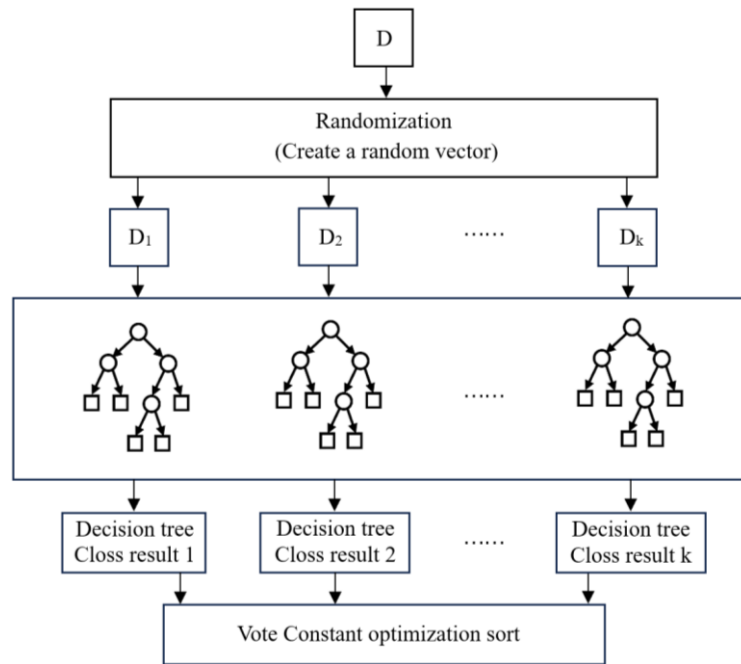 D
Randomization
(Create a random vector)
D₁
D₂
……
Dₖ
……
Decision tree
Closs result 1
Decision tree
Closs result 2
……
Decision tree
Closs result k
Vote Constant optimization sort